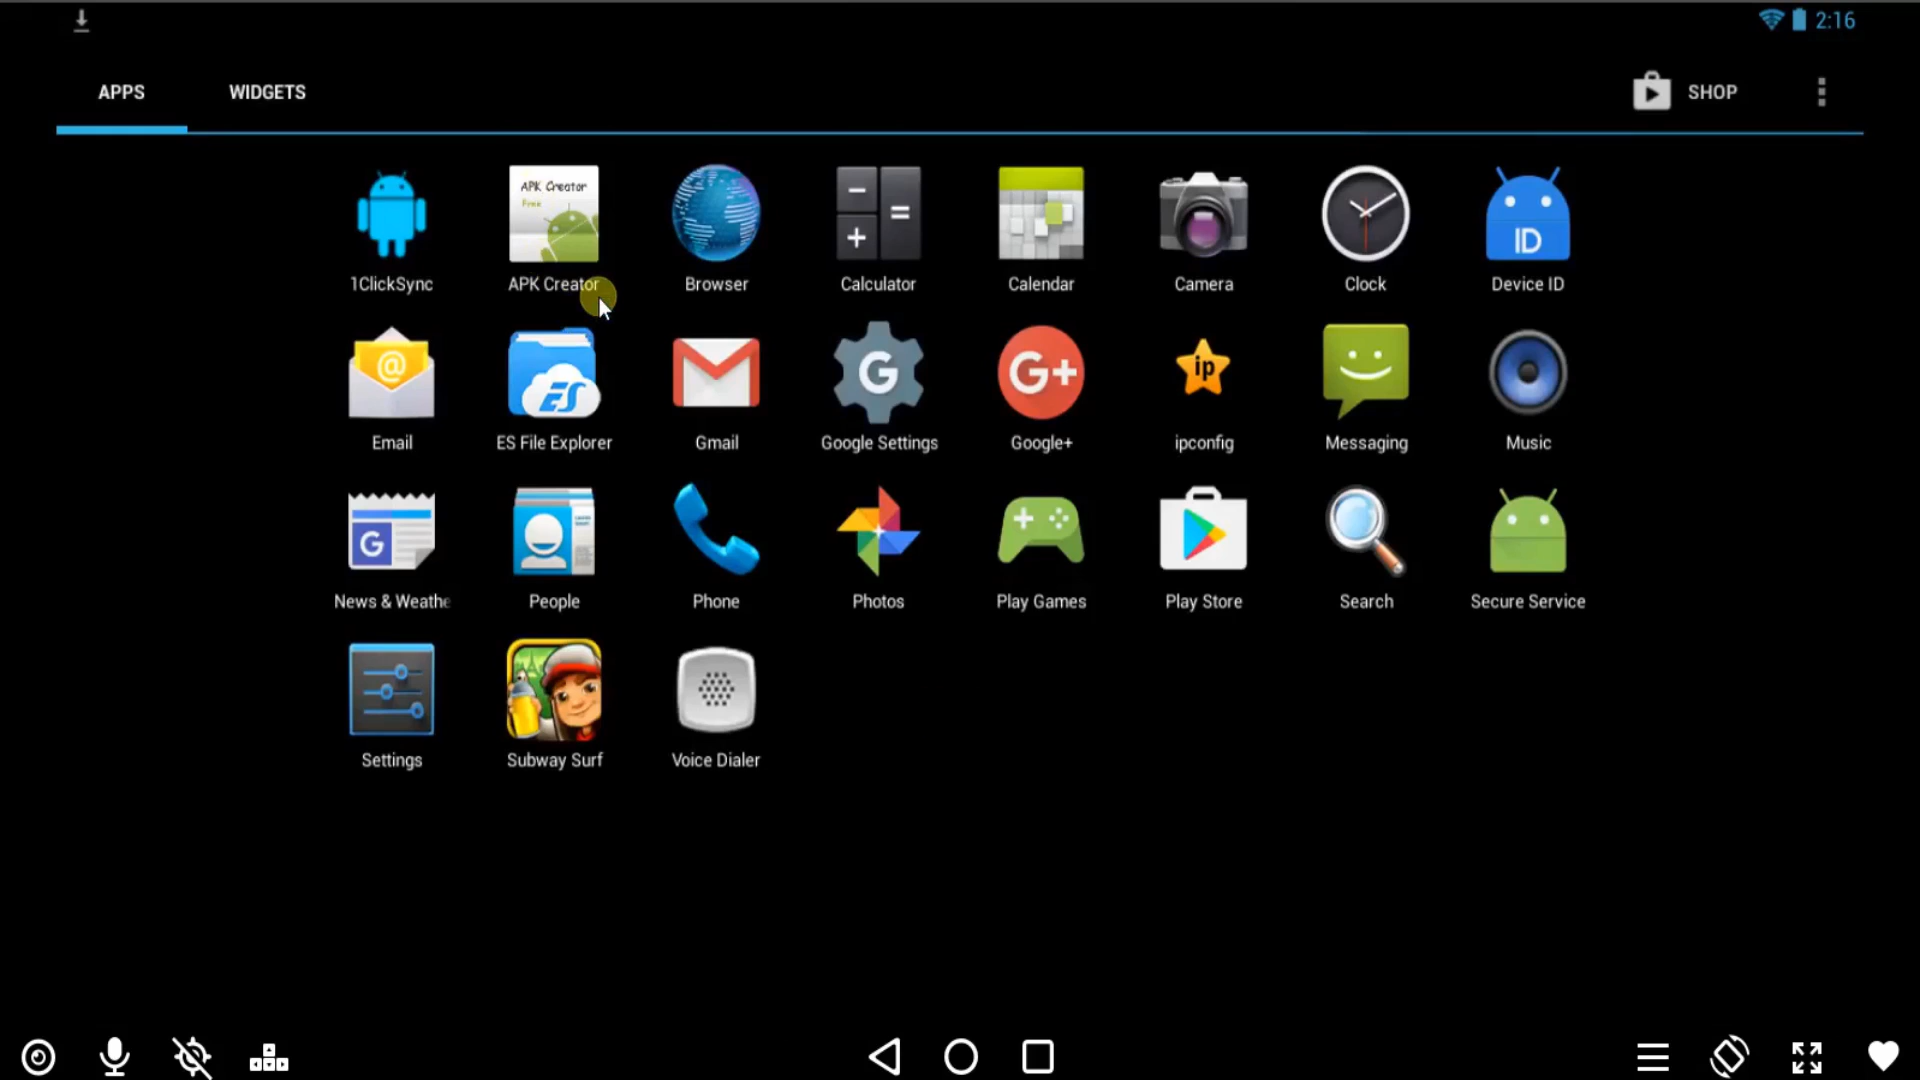 2:16
APPS WIDGETS SHOP
APK Creator
Free
ID
1ClickSync APK Creator Browser Calculator Calendar Camera Clock Device ID
@ ES G G+ ip
Email ES File Explorer Gmail Google Settings Google+ ipconfig Messaging Music
G
News & Weathe People Phone Photos Play Games Play Store Search Secure Service
Settings Subway Surf Voice Dialer